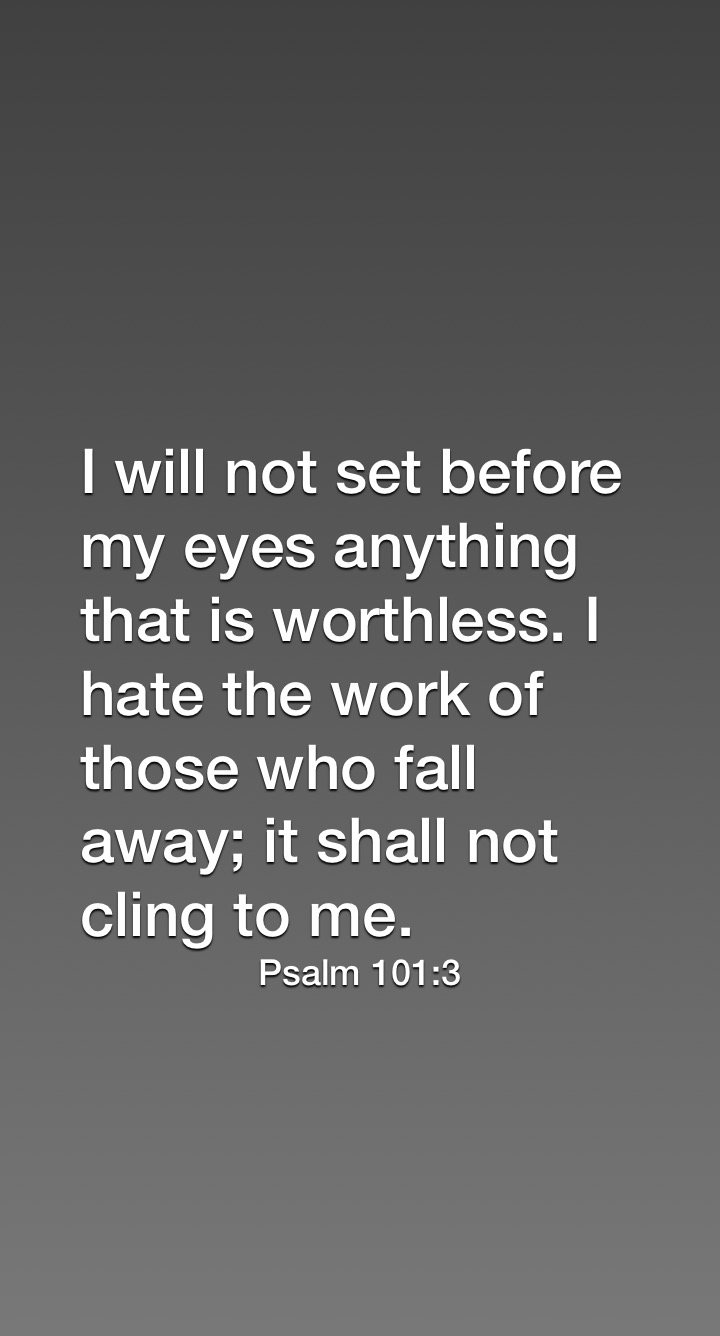 I will not set before
my eyes anything
that is worthless. I
hate the work of
those who fall
away; it shall not
cling to me.
Psalm 101:3